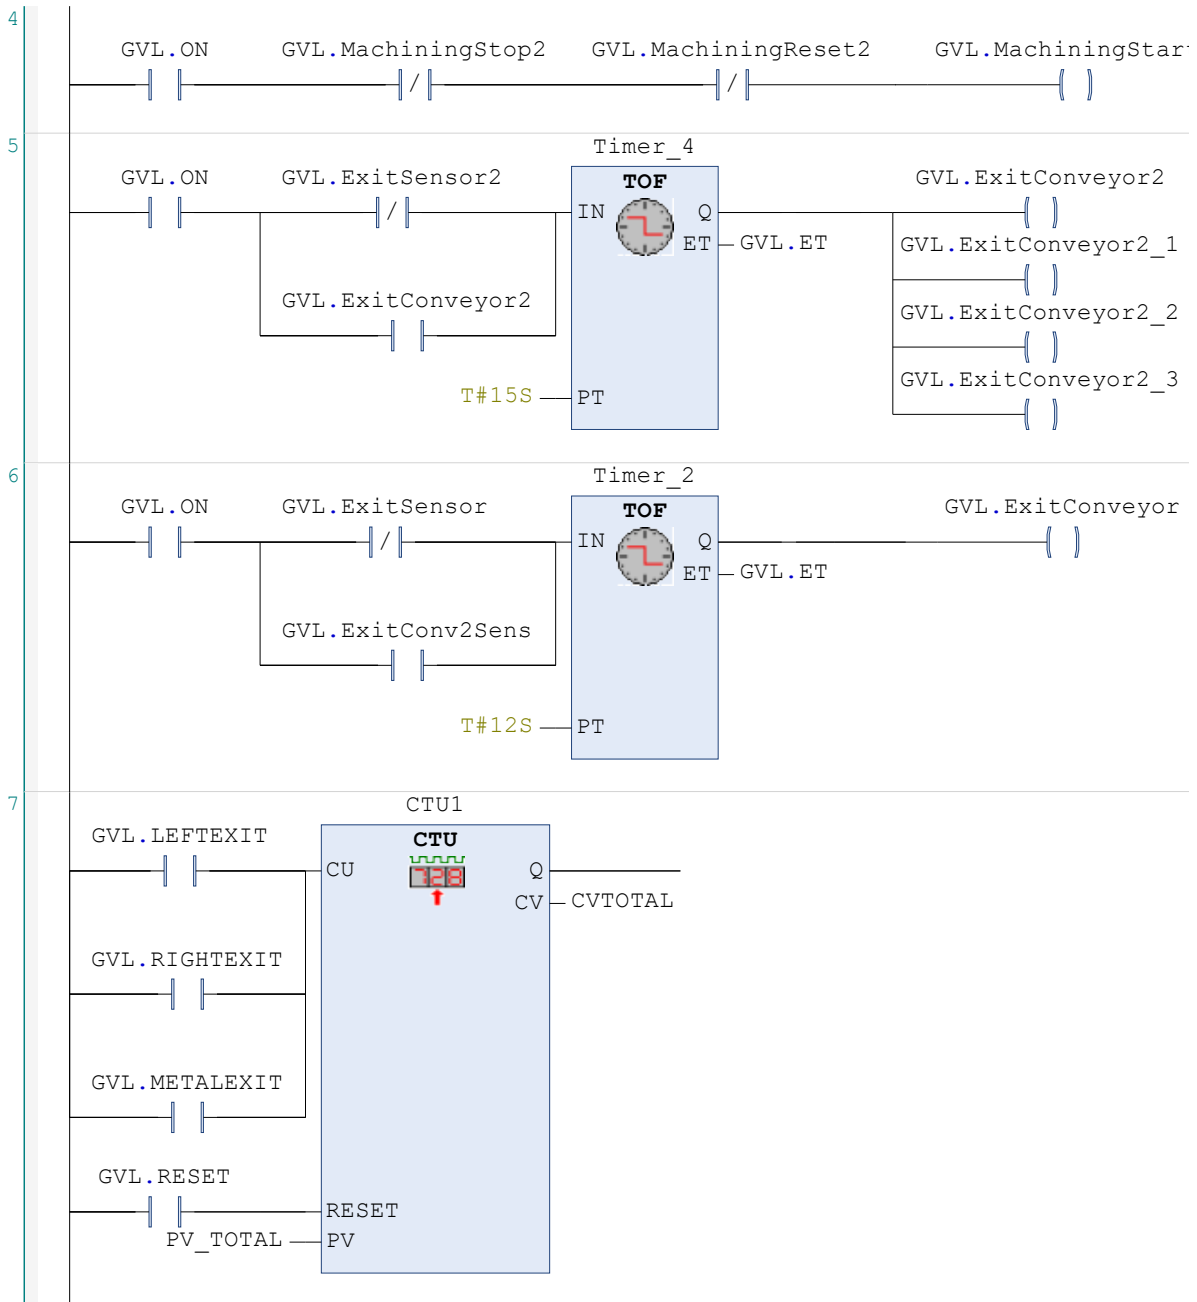 4
GVL.ON GVL.MachiningStop2 GVL.MachiningReset2 GVL.MachiningStar
5
Timer_4
GVL.ON GVL.ExitSensor2 TOF GVL.ExitConveyor2
IN Q
ET GVL.ET GVL.ExitConveyor2_1
GVL.ExitConveyor2 GVL.ExitConveyor2_2
GVL.ExitConveyor2_3
T#15S PT
6
Timer_2
GVL.ON GVL.ExitSensor TOF GVL.ExitConveyor
IN Q
ET GVL.ET
GVL.ExitConv2Sens
T#12S PT
7
CTU1
GVL.LEFTEXIT CTU
728
CU Q
CV CVTOTAL
GVL.RIGHTEXIT
GVL.METALEXIT
GVL.RESET
RESET
PV_TOTAL PV